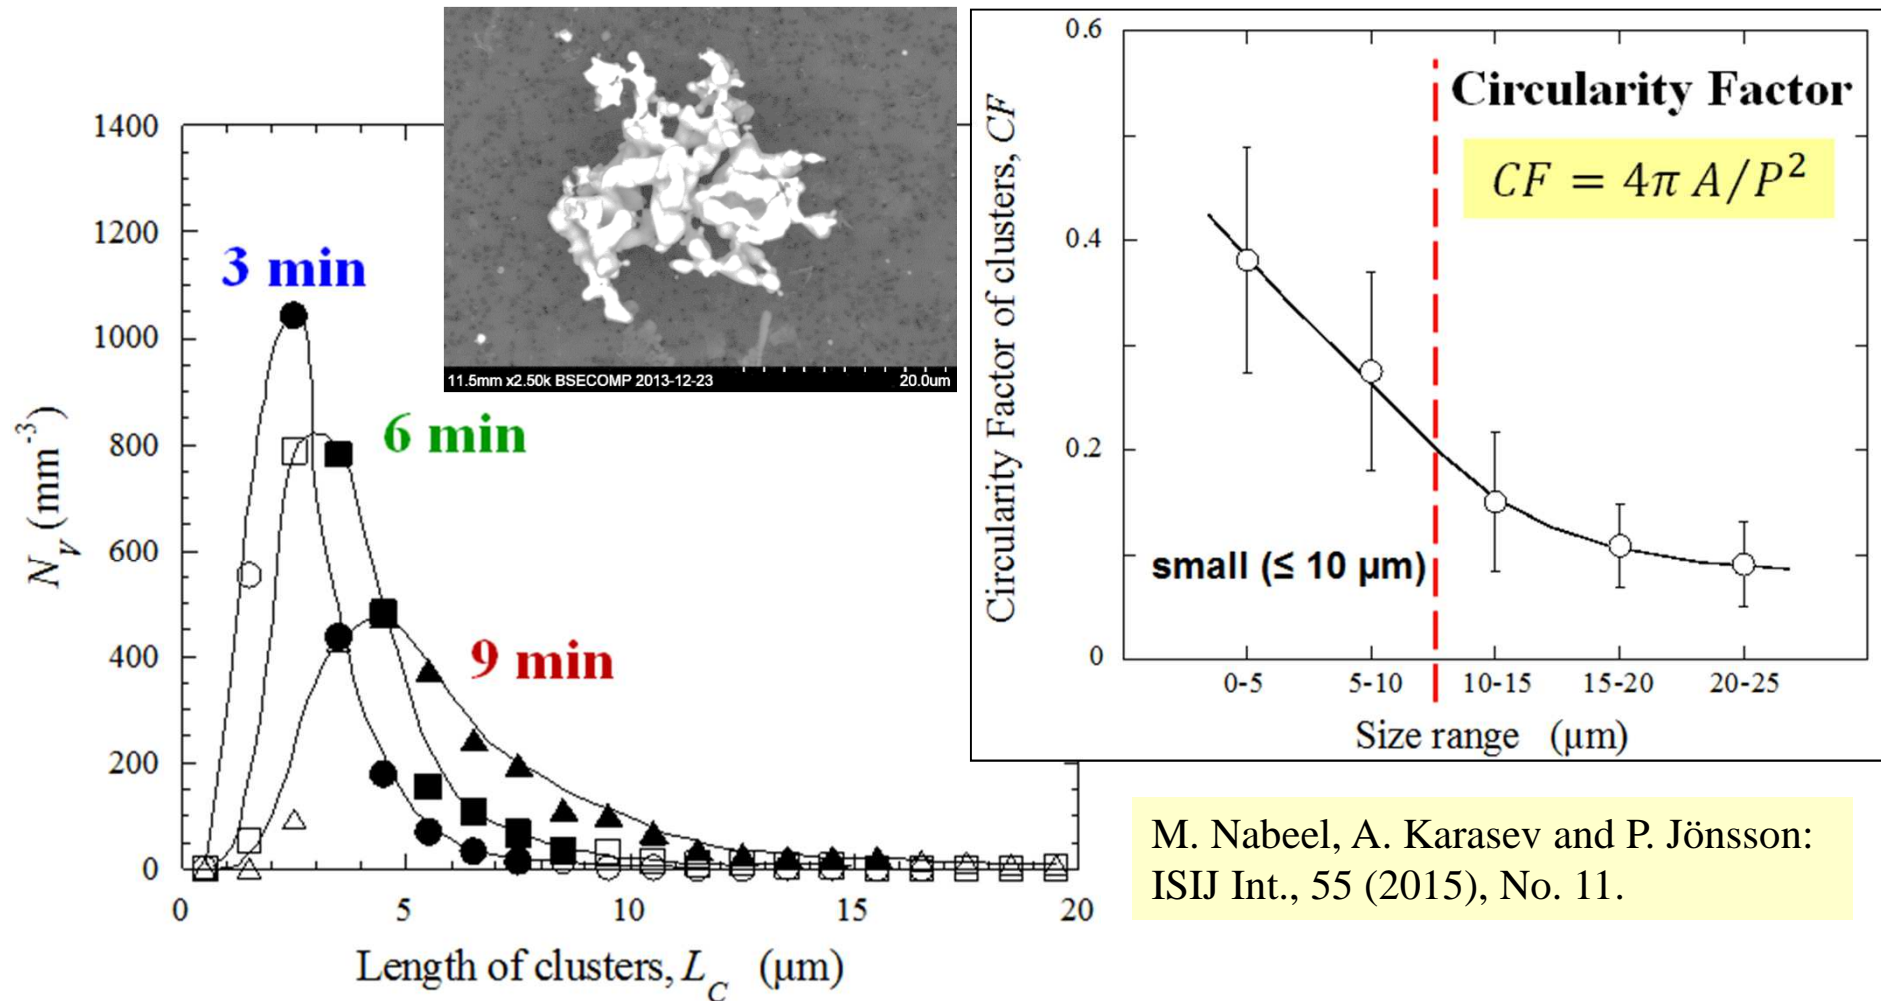 1400
1200
1000
800
600
400
200
0
N_V (mm⁻³)
3 min
6 min
9 min
0
5
10
15
20
Length of clusters, L_C (µm)
11.5mm x2.50k BSECOMP 2013-12-23
20.0um
Circularity Factor of clusters, CF
0.6
0.4
0.2
0
Circularity Factor
CF = 4π A/P²
small (≤ 10 µm)
0-5
5-10
10-15
15-20
20-25
Size range (µm)
M. Nabeel, A. Karasev and P. Jönsson:
ISIJ Int., 55 (2015), No. 11.